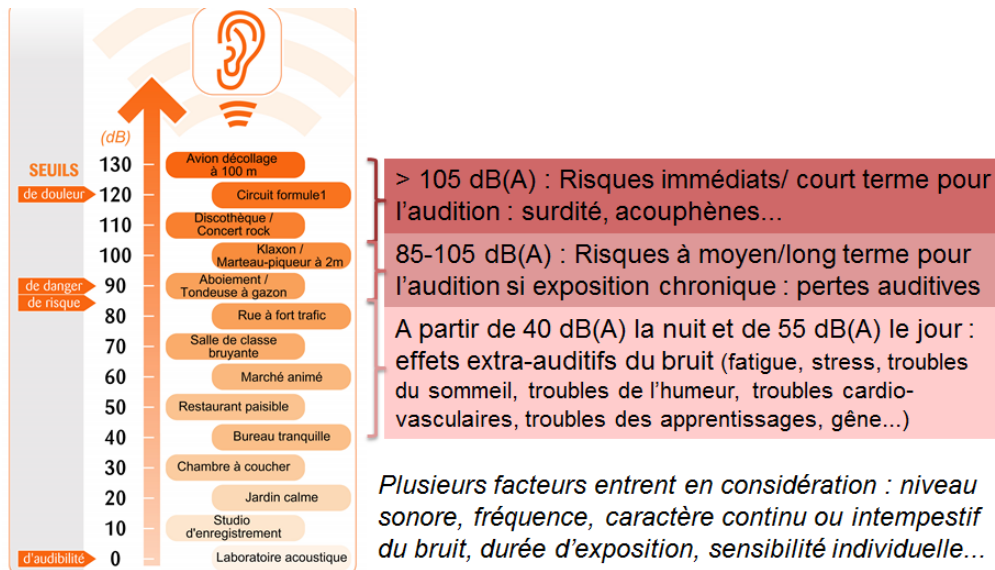 (dB)
SEUILS
130
Avion décollage
à 100 m
de douleur
120
Circuit formule1
110
Discothèque /
Concert rock
100
Klaxon /
Marteau-piqueur à 2m
de danger
90
Aboiement /
Tondeuse à gazon
de risque
80
Rue à fort trafic
70
Salle de classe
bruyante
60
Marché animé
50
Restaurant paisible
40
Bureau tranquille
30
Chambre à coucher
20
Jardin calme
10
Studio
d'enregistrement
d'audibilité
0
Laboratoire acoustique
> 105 dB(A) : Risques immédiats/ court terme pour
l'audition : surdité, acouphènes...
85-105 dB(A) : Risques à moyen/long terme pour
l'audition si exposition chronique : pertes auditives
A partir de 40 dB(A) la nuit et de 55 dB(A) le jour :
effets extra-auditifs du bruit (fatigue, stress, troubles
du sommeil, troubles de l'humeur, troubles cardio-
vasculaires, troubles des apprentissages, gêne...)
Plusieurs facteurs entrent en considération : niveau
sonore, fréquence, caractère continu ou intempestif
du bruit, durée d'exposition, sensibilité individuelle...